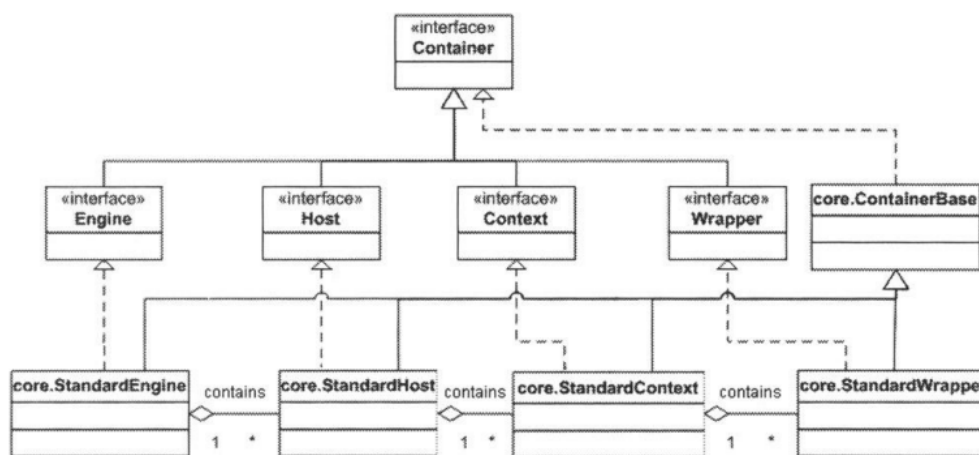 «interface»
Container
«interface»
Engine
«interface»
Host
«interface»
Context
«interface»
Wrapper
core.ContainerBase
core.StandardEngine
contains
1 *
core.StandardHost
contains
1 *
core.StandardContext
contains
1 *
core.StandardWrappe